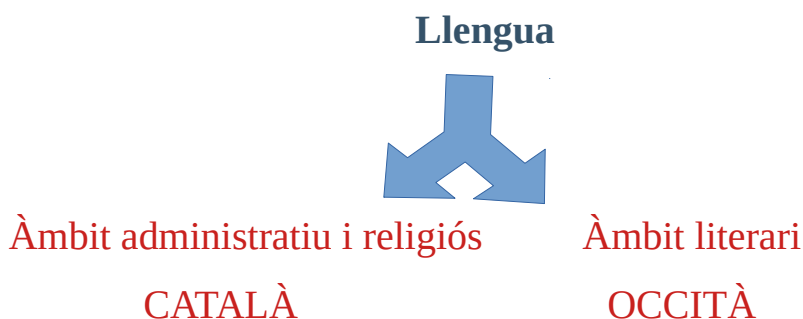 Llengua
Àmbit administratiu i religiós
Àmbit literari
CATALÀ
OCCITÀ